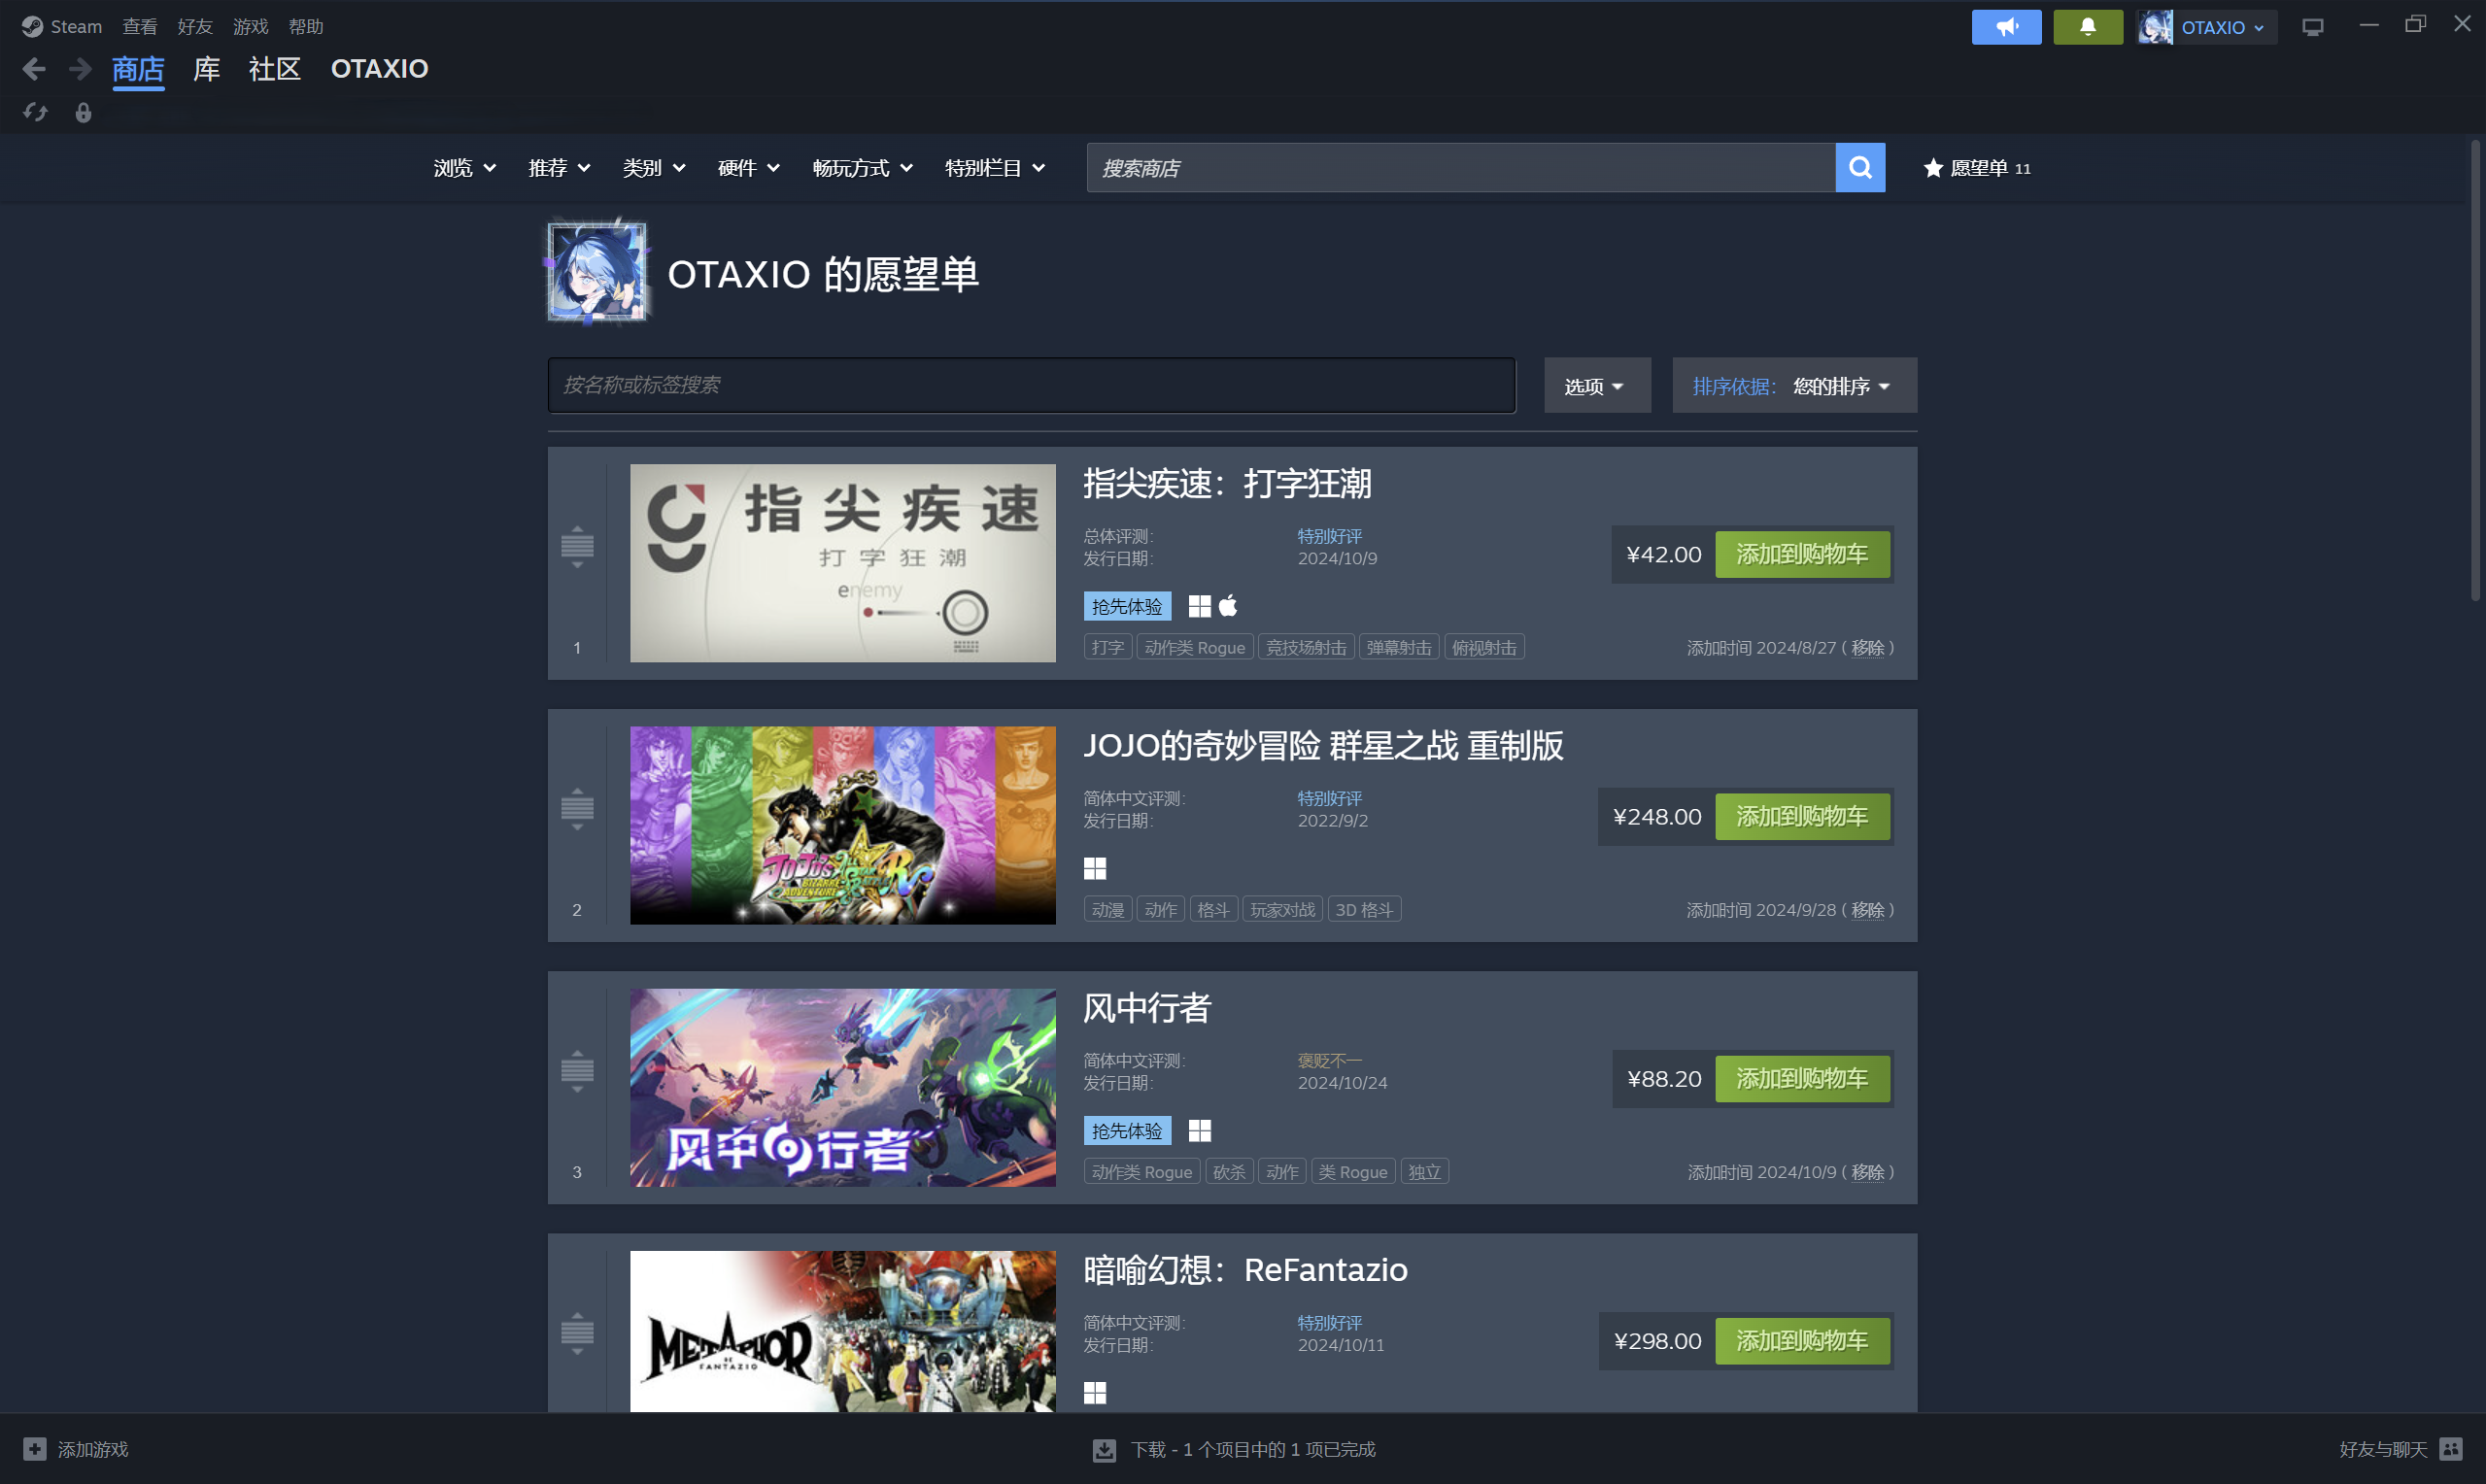 Steam 查看 好友 游戏 帮助
OTAXIO
商店 库 社区 OTAXIO
浏览 推荐 类别 硬件 畅玩方式 特别栏目 搜索商店 愿望单 11
OTAXIO 的愿望单
按名称或标签搜索 选项 排序依据： 您的排序
指尖疾速
打字狂潮
enemy
指尖疾速：打字狂潮
总体评测: 特别好评
发行日期: 2024/10/9
¥42.00 添加到购物车
抢先体验
1
打字 动作类 Rogue 竞技场射击 弹幕射击 俯视射击
添加时间 2024/8/27 ( 移除 )
JOJO的奇妙冒险 群星之战 重制版
简体中文评测: 特别好评
发行日期: 2022/9/2
¥248.00 添加到购物车
JOJO'S
BIZARRE
ADVENTURE
2
动漫 动作 格斗 玩家对战 3D 格斗
添加时间 2024/9/28 ( 移除 )
风中行者
简体中文评测: 褒贬不一
发行日期: 2024/10/24
¥88.20 添加到购物车
抢先体验
风中行者
3
动作类 Rogue 砍杀 动作 类 Rogue 独立
添加时间 2024/10/9 ( 移除 )
暗喻幻想：ReFantazio
简体中文评测: 特别好评
发行日期: 2024/10/11
¥298.00 添加到购物车
METAPHOR
RE
FANTAZIO
添加游戏
下载 - 1 个项目中的 1 项已完成
好友与聊天